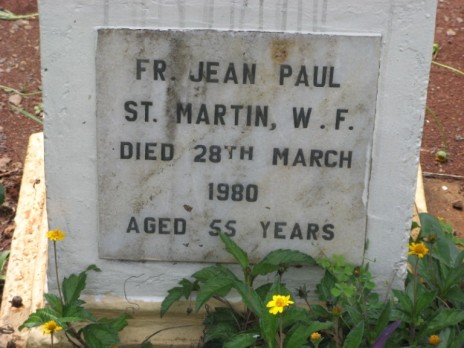 FR. JEAN PAUL
ST. MARTIN, W.F.
DIED 28TH MARCH
1980
AGED 55 YEARS